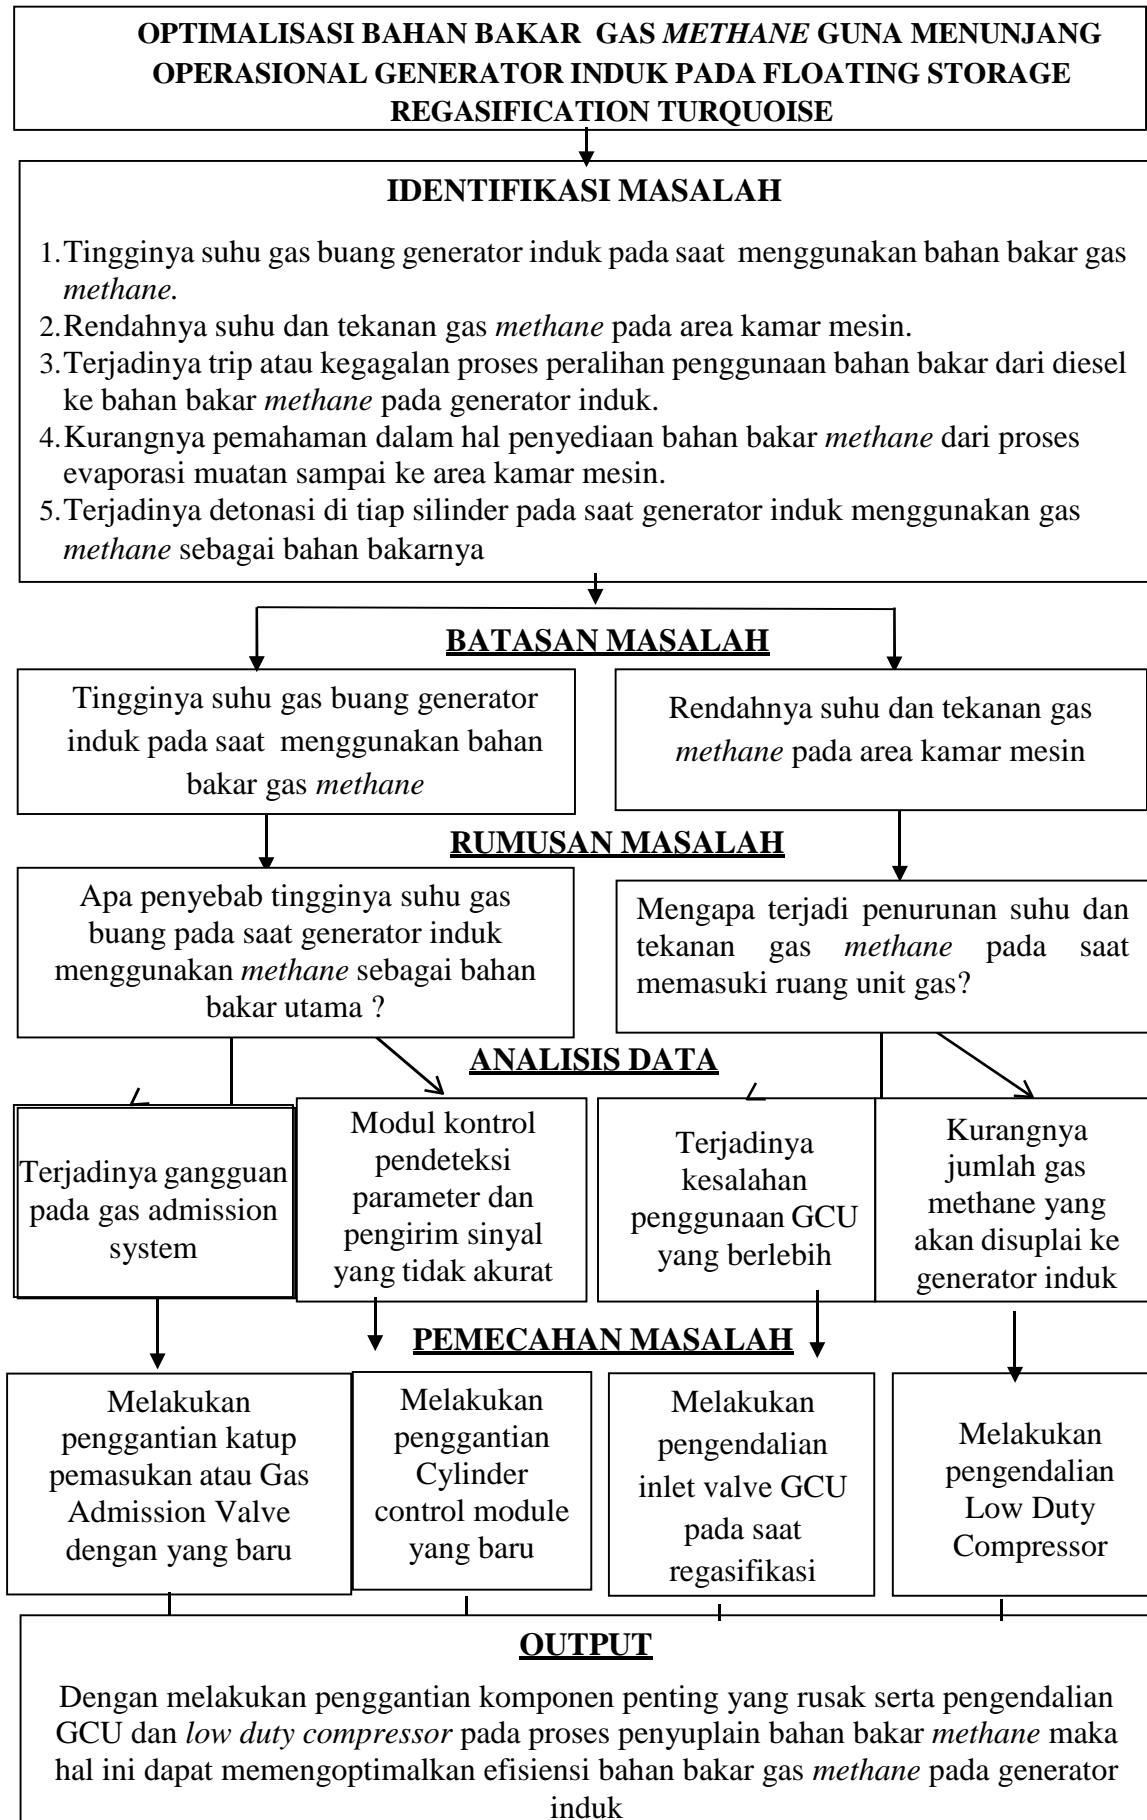 OPTIMALISASI BAHAN BAKAR GAS METHANE GUNA MENUNJANG
OPERASIONAL GENERATOR INDUK PADA FLOATING STORAGE
REGASIFICATION TURQUOISE
IDENTIFIKASI MASALAH
1. Tingginya suhu gas buang generator induk pada saat menggunakan bahan bakar gas
methane.
2. Rendahnya suhu dan tekanan gas methane pada area kamar mesin.
3. Terjadinya trip atau kegagalan proses peralihan penggunaan bahan bakar dari diesel
ke bahan bakar methane pada generator induk.
4. Kurangnya pemahaman dalam hal penyediaan bahan bakar methane dari proses
evaporasi muatan sampai ke area kamar mesin.
5. Terjadinya detonasi di tiap silinder pada saat generator induk menggunakan gas
methane sebagai bahan bakarnya
BATASAN MASALAH
Tingginya suhu gas buang generator
induk pada saat menggunakan bahan
bakar gas methane
Rendahnya suhu dan tekanan gas
methane pada area kamar mesin
RUMUSAN MASALAH
Apa penyebab tingginya suhu gas
buang pada saat generator induk
menggunakan methane sebagai bahan
bakar utama ?
Mengapa terjadi penurunan suhu dan
tekanan gas methane pada saat
memasuki ruang unit gas?
ANALISIS DATA
Terjadinya gangguan
pada gas admission
system
Modul kontrol
pendeteksi
parameter dan
pengirim sinyal
yang tidak akurat
Terjadinya
kesalahan
penggunaan GCU
yang berlebih
Kurangnya
jumlah gas
methane yang
akan disuplai ke
generator induk
PEMECAHAN MASALAH
Melakukan
penggantian katup
pemasukan atau Gas
Admission Valve
dengan yang baru
Melakukan
penggantian
Cylinder
control module
yang baru
Melakukan
pengendalian
inlet valve GCU
pada saat
regasifikasi
Melakukan
pengendalian
Low Duty
Compressor
OUTPUT
Dengan melakukan penggantian komponen penting yang rusak serta pengendalian
GCU dan low duty compressor pada proses penyuplain bahan bakar methane maka
hal ini dapat memengoptimalkan efisiensi bahan bakar gas methane pada generator
induk